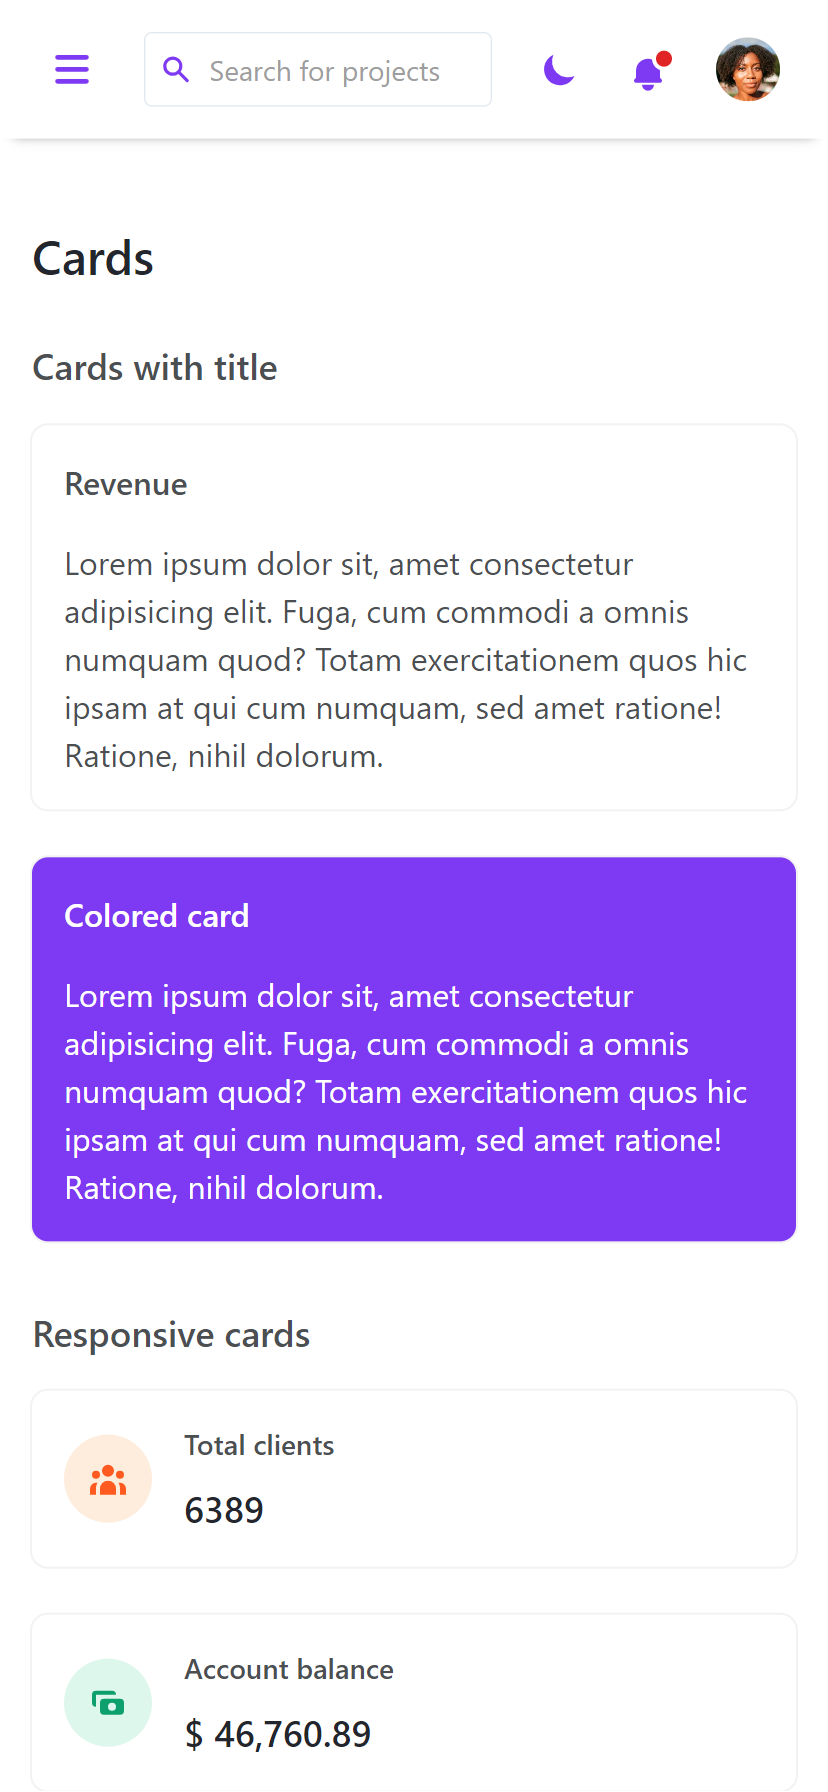 Search for projects
Cards
Cards with title
Revenue
Lorem ipsum dolor sit, amet consectetur
adipisicing elit. Fuga, cum commodi a omnis
numquam quod? Totam exercitationem quos hic
ipsam at qui cum numquam, sed amet ratione!
Ratione, nihil dolorum.
Colored card
Lorem ipsum dolor sit, amet consectetur
adipisicing elit. Fuga, cum commodi a omnis
numquam quod? Totam exercitationem quos hic
ipsam at qui cum numquam, sed amet ratione!
Ratione, nihil dolorum.
Responsive cards
Total clients
6389
Account balance
$ 46,760.89